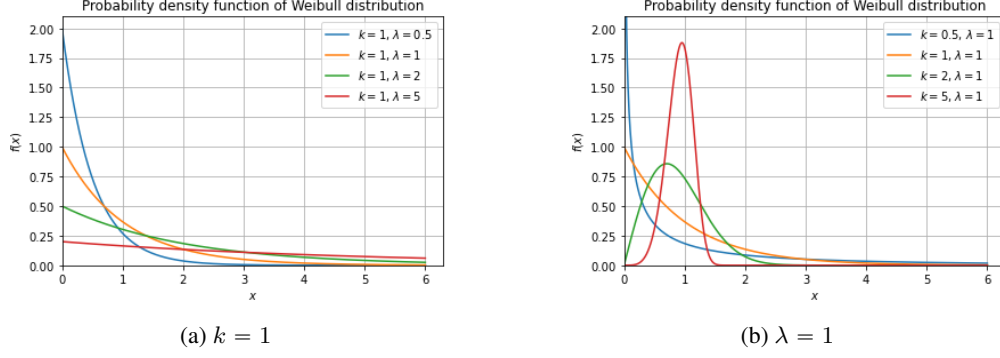 Probability density function of Weibull distribution
2.00
1.75
1.50
1.25
1.00
0.75
0.50
0.25
0.00
f(x)
k = 1, λ = 0.5
k = 1, λ = 1
k = 1, λ = 2
k = 1, λ = 5
0 1 2 3 4 5 6
x
(a) k = 1
Probability density function of Weibull distribution
2.00
1.75
1.50
1.25
1.00
0.75
0.50
0.25
0.00
f(x)
k = 0.5, λ = 1
k = 1, λ = 1
k = 2, λ = 1
k = 5, λ = 1
0 1 2 3 4 5 6
x
(b) λ = 1